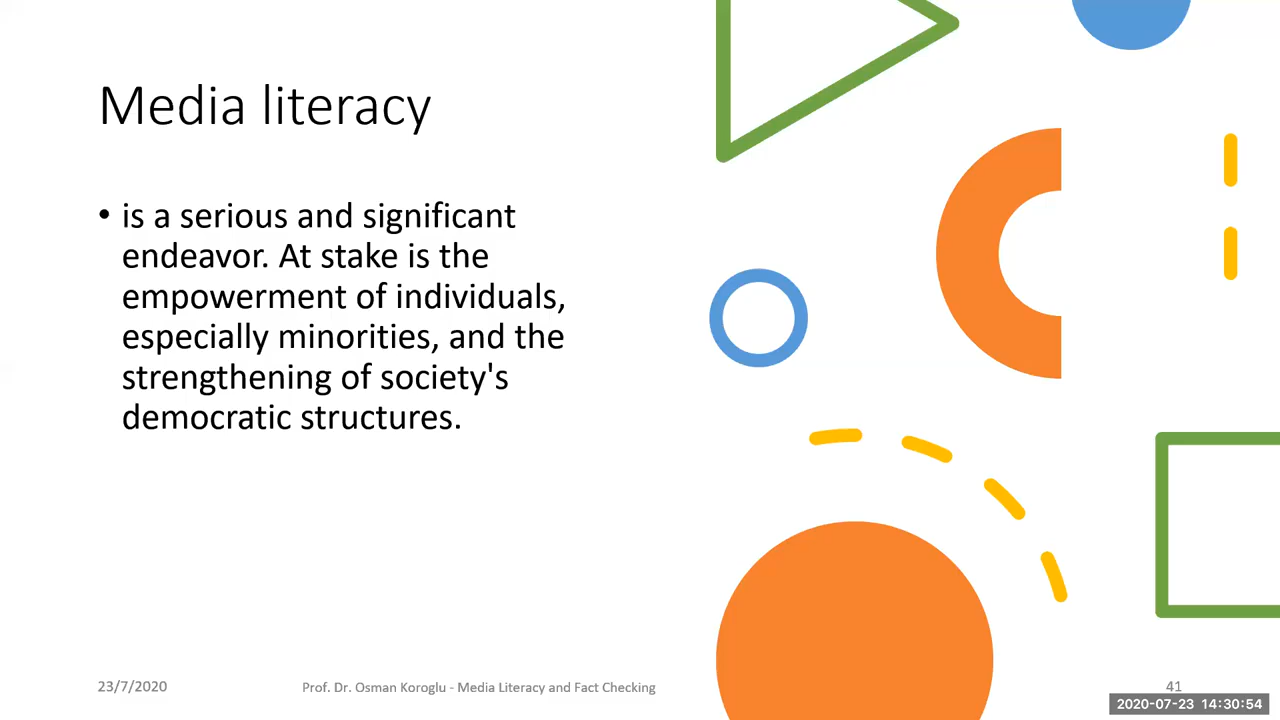 Media literacy
• is a serious and significant
endeavor. At stake is the
empowerment of individuals,
especially minorities, and the
strengthening of society's
democratic structures.
23/7/2020
Prof. Dr. Osman Koroglu - Media Literacy and Fact Checking
41
2020-07-23 14:30:54